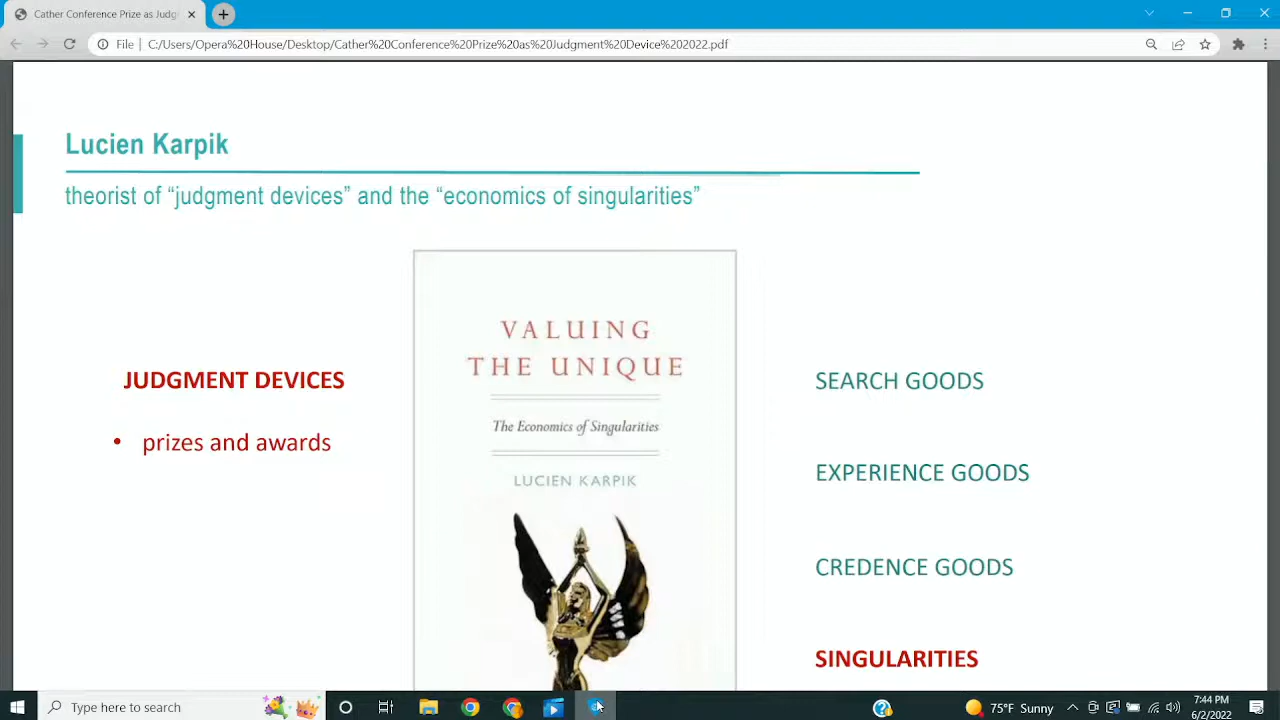 Cather Conference Prize as Judgm
File | C:/Users/Opera%20House/Desktop/Cather%20Conference%20Prize%20as%20Judgment%20Device%202022.pdf
Lucien Karpik
theorist of “judgment devices” and the “economics of singularities”
JUDGMENT DEVICES
• prizes and awards
VALUING
THE UNIQUE
The Economics of Singularities
LUCIEN KARPIK
SEARCH GOODS
EXPERIENCE GOODS
CREDENCE GOODS
SINGULARITIES
Type here to search
75°F Sunny
7:44 PM
6/2/2022